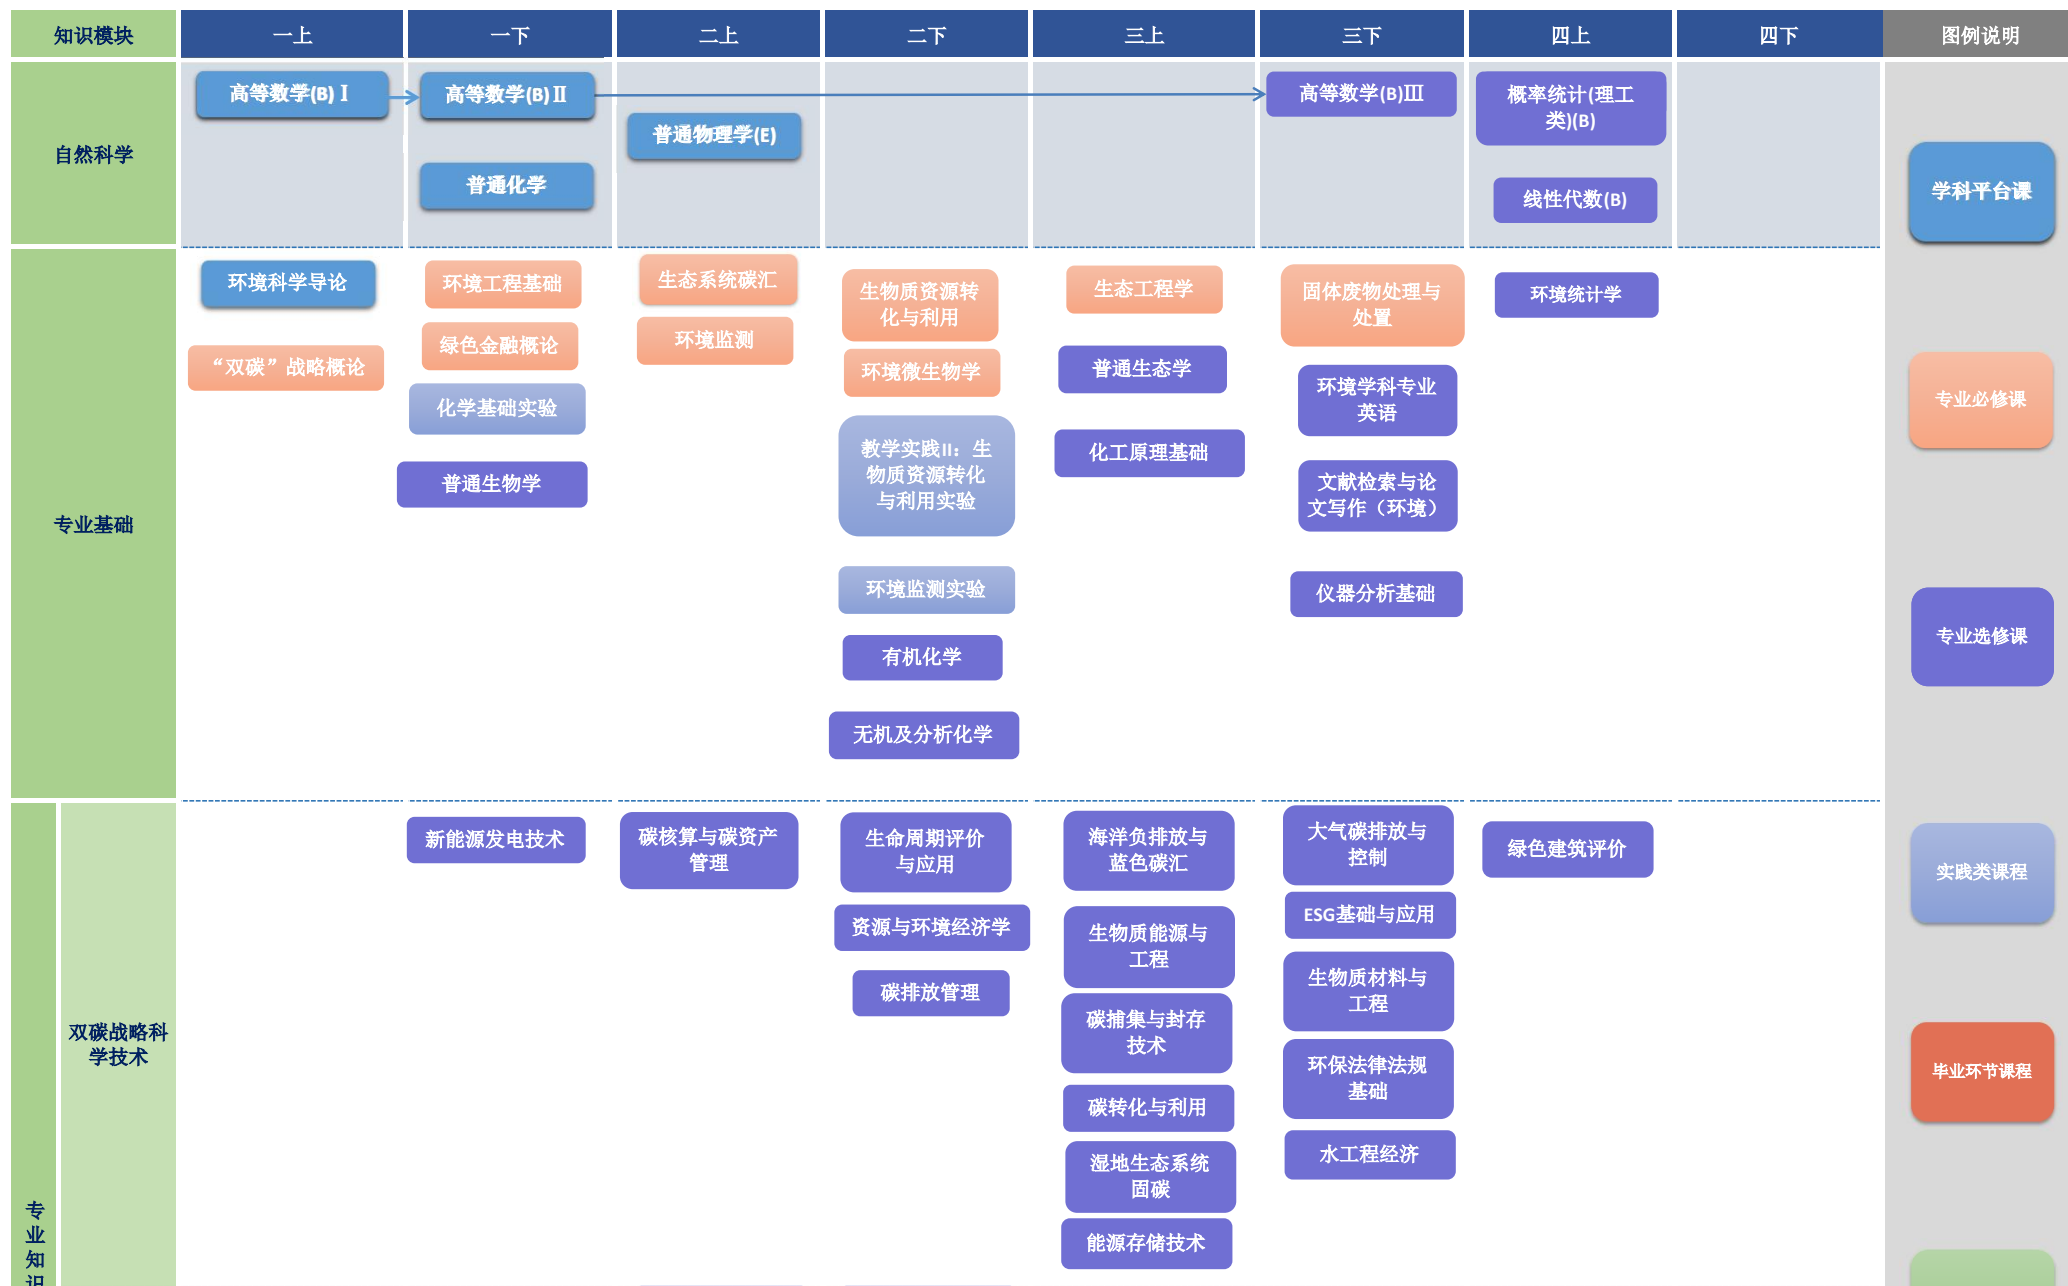 知识模块
一上
一下
二上
二下
三上
三下
四上
四下
图例说明
自然科学
高等数学(B) I
高等数学(B) II
普通化学
普通物理学(E)
高等数学(B)III
概率统计(理工
类)(B)
线性代数(B)
学科平台课
专业必修课
专业选修课
实践类课程
毕业环节课程
专业基础
环境科学导论
“双碳”战略概论
环境工程基础
绿色金融概论
化学基础实验
普通生物学
生态系统碳汇
环境监测
生物质资源转
化与利用
环境微生物学
教学实践II：生
物质资源转化
与利用实验
环境监测实验
有机化学
无机及分析化学
生态工程学
普通生态学
化工原理基础
固体废物处理与
处置
环境学科专业
英语
文献检索与论
文写作（环境）
仪器分析基础
环境统计学
专
业
知
识
双碳战略科
学技术
新能源发电技术
碳核算与碳资产
管理
生命周期评价
与应用
资源与环境经济学
碳排放管理
海洋负排放与
蓝色碳汇
生物质能源与
工程
碳捕集与封存
技术
碳转化与利用
湿地生态系统
固碳
能源存储技术
大气碳排放与
控制
ESG基础与应用
生物质材料与
工程
环保法律法规
基础
水工程经济
绿色建筑评价